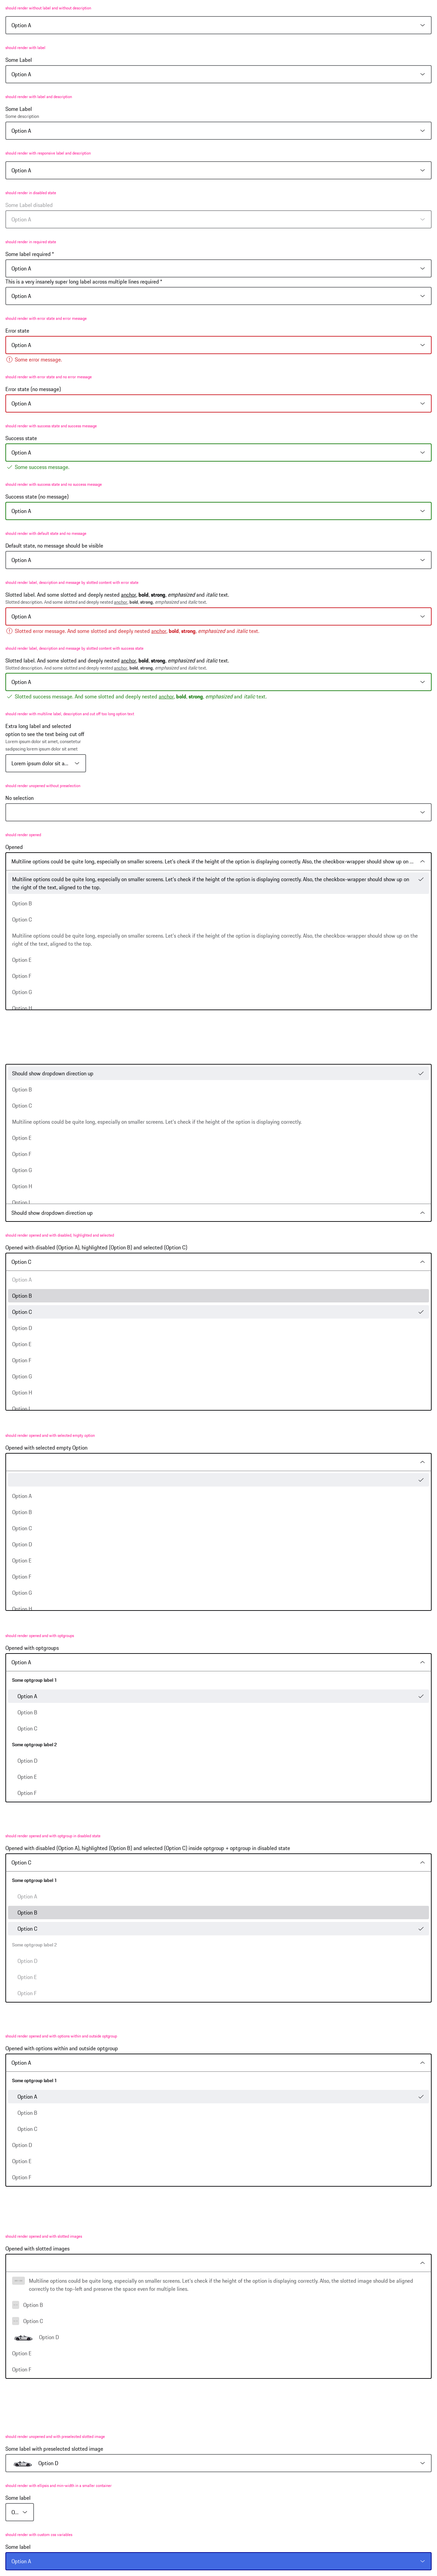 should render without label and without description
Option A
should render with label
Some Label
Option A
should render with label and description
Some Label
Some description
Option A
should render with responsive label and description
Option A
should render in disabled state
Some Label disabled
Option A
should render in required state
Some label required *
Option A
This is a very insanely super long label across multiple lines required *
Option A
should render with error state and error message
Error state
Option A
Some error message.
should render with error state and no error message
Error state (no message)
Option A
should render with success state and success message
Success state
Option A
Some success message.
should render with success state and no success message
Success state (no message)
Option A
should render with default state and no message
Default state, no message should be visible
Option A
should render label, description and message by slotted content with error state
Slotted label. And some slotted and deeply nested anchor, bold, strong, emphasized and italic text.
Slotted description. And some slotted and deeply nested anchor, bold, strong, emphasized and italic text.
Option A
Slotted error message. And some slotted and deeply nested anchor, bold, strong, emphasized and italic text.
should render label, description and message by slotted content with success state
Slotted label. And some slotted and deeply nested anchor, bold, strong, emphasized and italic text.
Slotted description. And some slotted and deeply nested anchor, bold, strong, emphasized and italic text.
Option A
Slotted success message. And some slotted and deeply nested anchor, bold, strong, emphasized and italic text.
should render with multiline label, description and cut off too long option text
Extra long label and selected
option to see the text being cut off
Lorem ipsum dolor sit amet, consetetur
sadipscing lorem ipsum dolor sit amet.
Lorem ipsum dolor sit a...
should render unopened without preselection
No selection
should render opened
Opened
Multiline options could be quite long, especially on smaller screens. Let's check if the height of the option is displaying correctly. Also, the checkbox-wrapper should show up on ...
Multiline options could be quite long, especially on smaller screens. Let's check if the height of the option is displaying correctly. Also, the checkbox-wrapper should show up on
the right of the text, aligned to the top.
Option B
Option C
Multiline options could be quite long, especially on smaller screens. Let's check if the height of the option is displaying correctly. Also, the checkbox-wrapper should show up on the
right of the text, aligned to the top.
Option E
Option F
Option G
Option H
Should show dropdown direction up
Option B
Option C
Multiline options could be quite long, especially on smaller screens. Let's check if the height of the option is displaying correctly.
Option E
Option F
Option G
Option H
Option I
Should show dropdown direction up
should render opened and with disabled, highlighted and selected
Opened with disabled (Option A), highlighted (Option B) and selected (Option C)
Option C
Option A
Option B
Option C
Option D
Option E
Option F
Option G
Option H
Option I
should render opened and with selected empty option
Opened with selected empty Option
Option A
Option B
Option C
Option D
Option E
Option F
Option G
Option H
should render opened and with optgroups
Opened with optgroups
Option A
Some optgroup label 1
Option A
Option B
Option C
Some optgroup label 2
Option D
Option E
Option F
should render opened and with optgroup in disabled state
Opened with disabled (Option A), highlighted (Option B) and selected (Option C) inside optgroup + optgroup in disabled state
Option C
Some optgroup label 1
Option A
Option B
Option C
Some optgroup label 2
Option D
Option E
Option F
should render opened and with options within and outside optgroup
Opened with options within and outside optgroup
Option A
Some optgroup label 1
Option A
Option B
Option C
Option D
Option E
Option F
should render opened and with slotted images
Opened with slotted images
Multiline options could be quite long, especially on smaller screens. Let's check if the height of the option is displaying correctly. Also, the slotted image should be aligned
correctly to the top-left and preserve the space even for multiple lines.
Option B
Option C
Option D
Option E
Option F
should render unopened and with preselected slotted image
Some label with preselected slotted image
Option D
should render with ellipsis and min-width in a smaller container
Some label
O...
should render with custom css variables
Some label
Option A